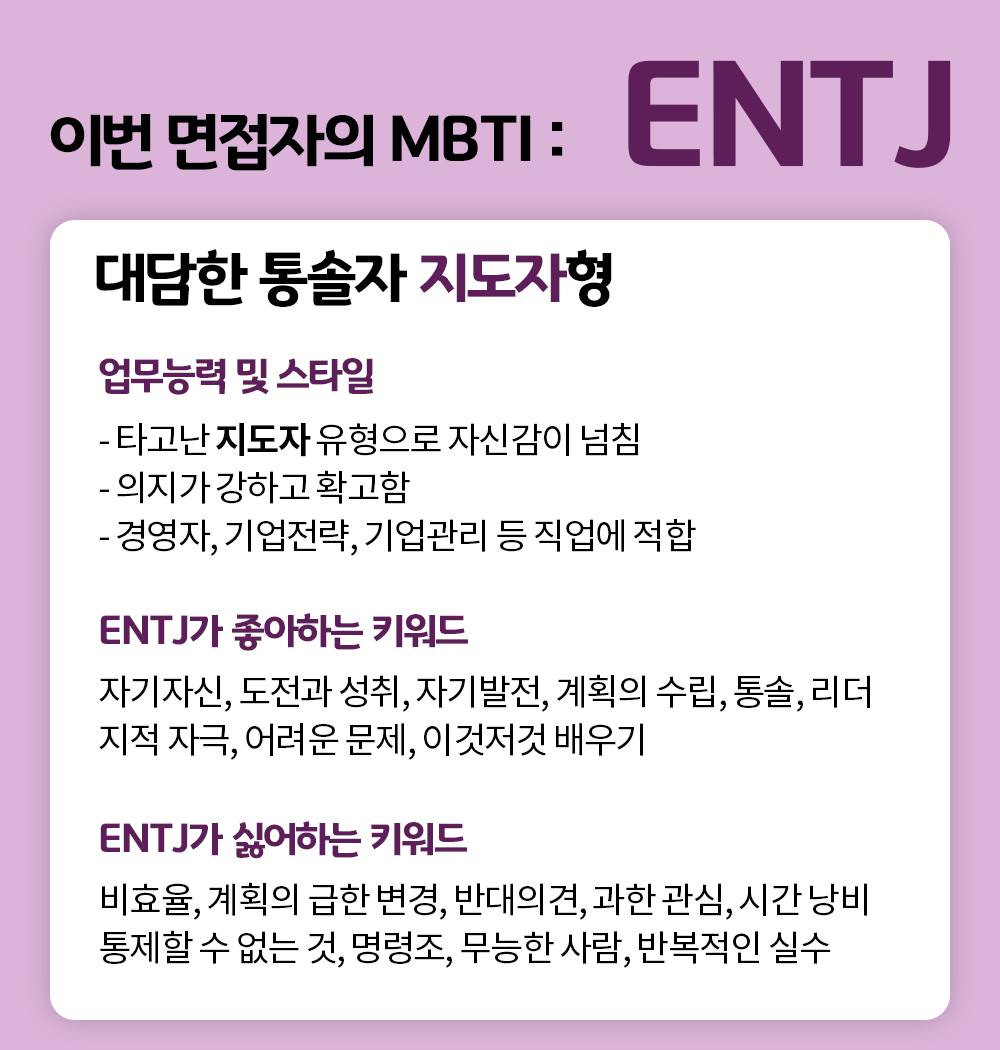 이번 면접자의 MBTI : ENTJ
대담한 통솔자 지도자형
업무능력 및 스타일
- 타고난 지도자 유형으로 자신감이 넘침
- 의지가 강하고 확고함
- 경영자, 기업전략, 기업관리 등 직업에 적합
ENTJ가 좋아하는 키워드
자기자신, 도전과 성취, 자기발전, 계획의 수립, 통솔, 리더
지적 자극, 어려운 문제, 이것저것 배우기
ENTJ가 싫어하는 키워드
비효율, 계획의 급한 변경, 반대의견, 과한 관심, 시간 낭비
통제할 수 없는 것, 명령조, 무능한 사람, 반복적인 실수